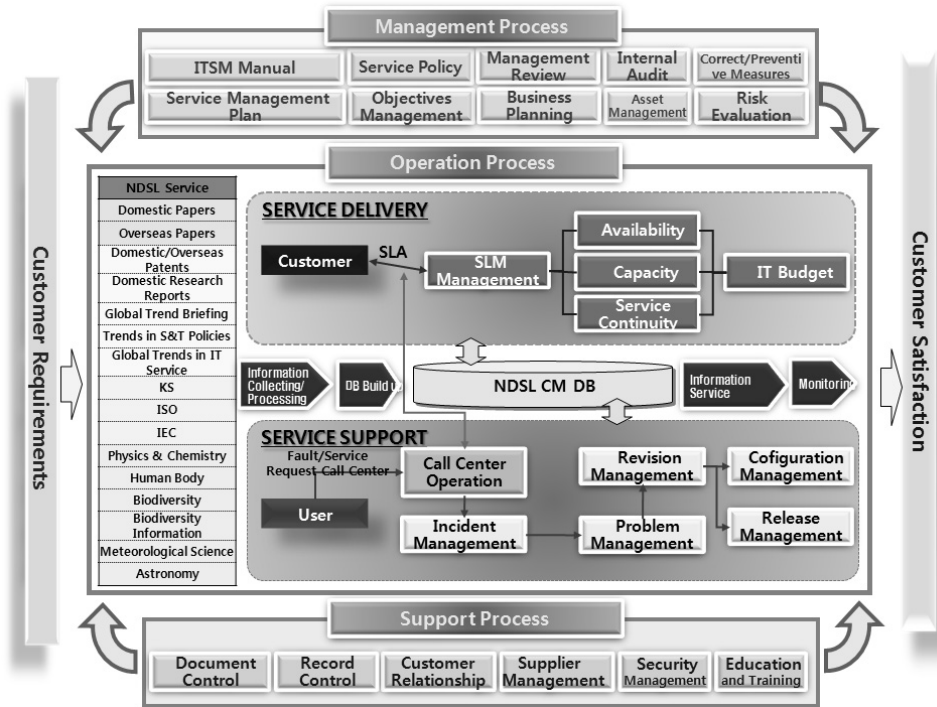 Management Process
ITSM Manual
Service Policy
Management
Review
Internal
Audit
Correct/Preventi
ve Measures
Service Management
Plan
Objectives
Management
Business
Planning
Asset
Management
Risk
Evaluation
Customer Requirements
Customer Satisfaction
Operation Process
NDSL Service
Domestic Papers
Overseas Papers
Domestic/Overseas
Patents
Domestic Research
Reports
Global Trend Briefing
Trends in S&T Policies
Global Trends in IT
Service
KS
ISO
IEC
Physics & Chemistry
Human Body
Biodiversity
Biodiversity
Information
Meteorological Science
Astronomy
SERVICE DELIVERY
Customer
SLA
SLM
Management
Availability
Capacity
Service
Continuity
IT Budget
Information
Collecting/
Processing
DB Build u
NDSL CM DB
Information
Service
Monitoring
SERVICE SUPPORT
Fault/Service
Request Call Center
User
Call Center
Operation
Incident
Management
Problem
Management
Revision
Management
Cofiguration
Management
Release
Management
Support Process
Document
Control
Record
Control
Customer
Relationship
Supplier
Management
Security
Management
Education
and Training